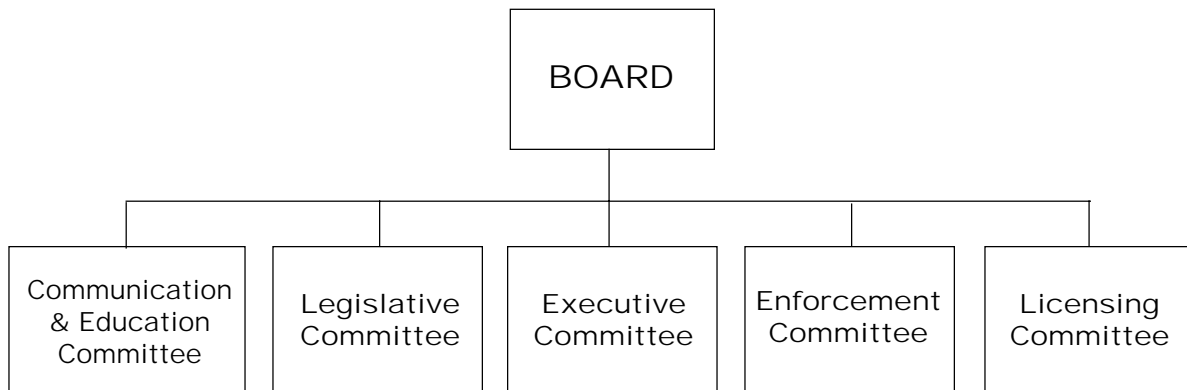 BOARD
Communication
& Education
Committee
Legislative
Committee
Executive
Committee
Enforcement
Committee
Licensing
Committee